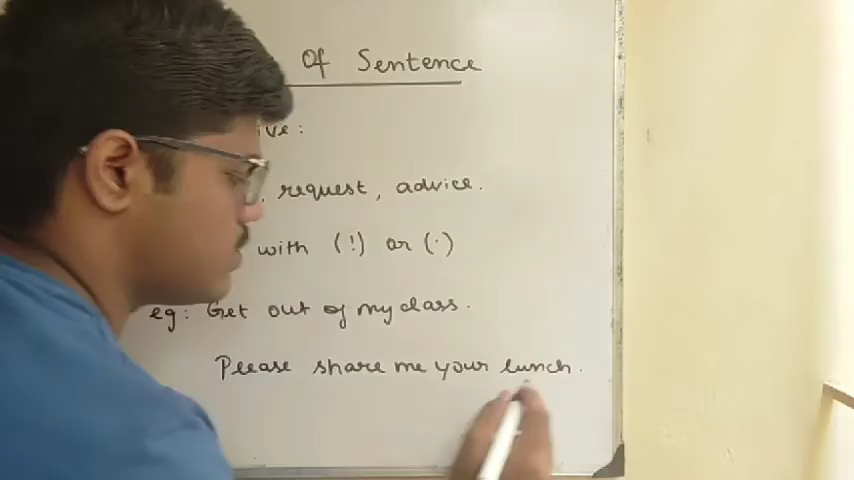 Of Sentence
ive:
, request, advice.
with (!) or (.)
eg: Get out of my class.
Please share me your lunch.